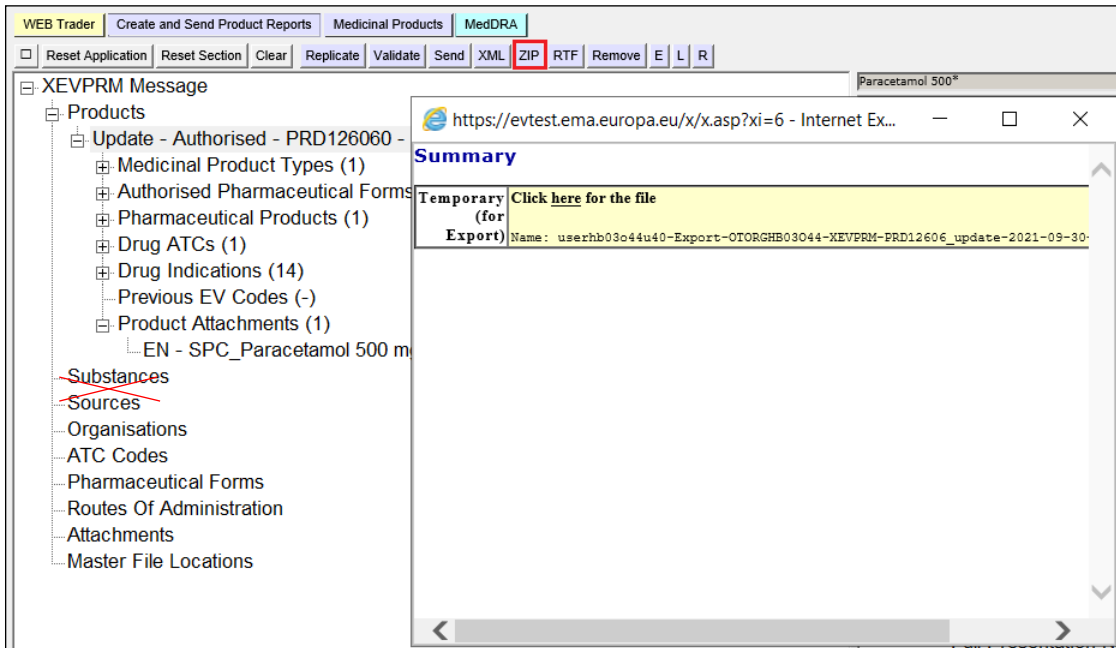 WEB Trader Create and Send Product Reports Medicinal Products MedDRA
Reset Application Reset Section Clear Replicate Validate Send XML ZIP RTF Remove E L R
XEVPRM Message
Products
Update - Authorised - PRD126060 -
Medicinal Product Types (1)
Authorised Pharmaceutical Forms
Pharmaceutical Products (1)
Drug ATCs (1)
Drug Indications (14)
Previous EV Codes (-)
Product Attachments (1)
EN - SPC_Paracetamol 500 m
Substances
Sources
Organisations
ATC Codes
Pharmaceutical Forms
Routes Of Administration
Attachments
Master File Locations
Paracetamol 500*
https://evtest.ema.europa.eu/x/x.asp?xi=6 - Internet Ex...
Summary
Temporary
(for
Export)
Click here for the file
Name: userhb03o44u40-Export-OTORGHB03O44-XEVPRM-PRD12606_update-2021-09-30-